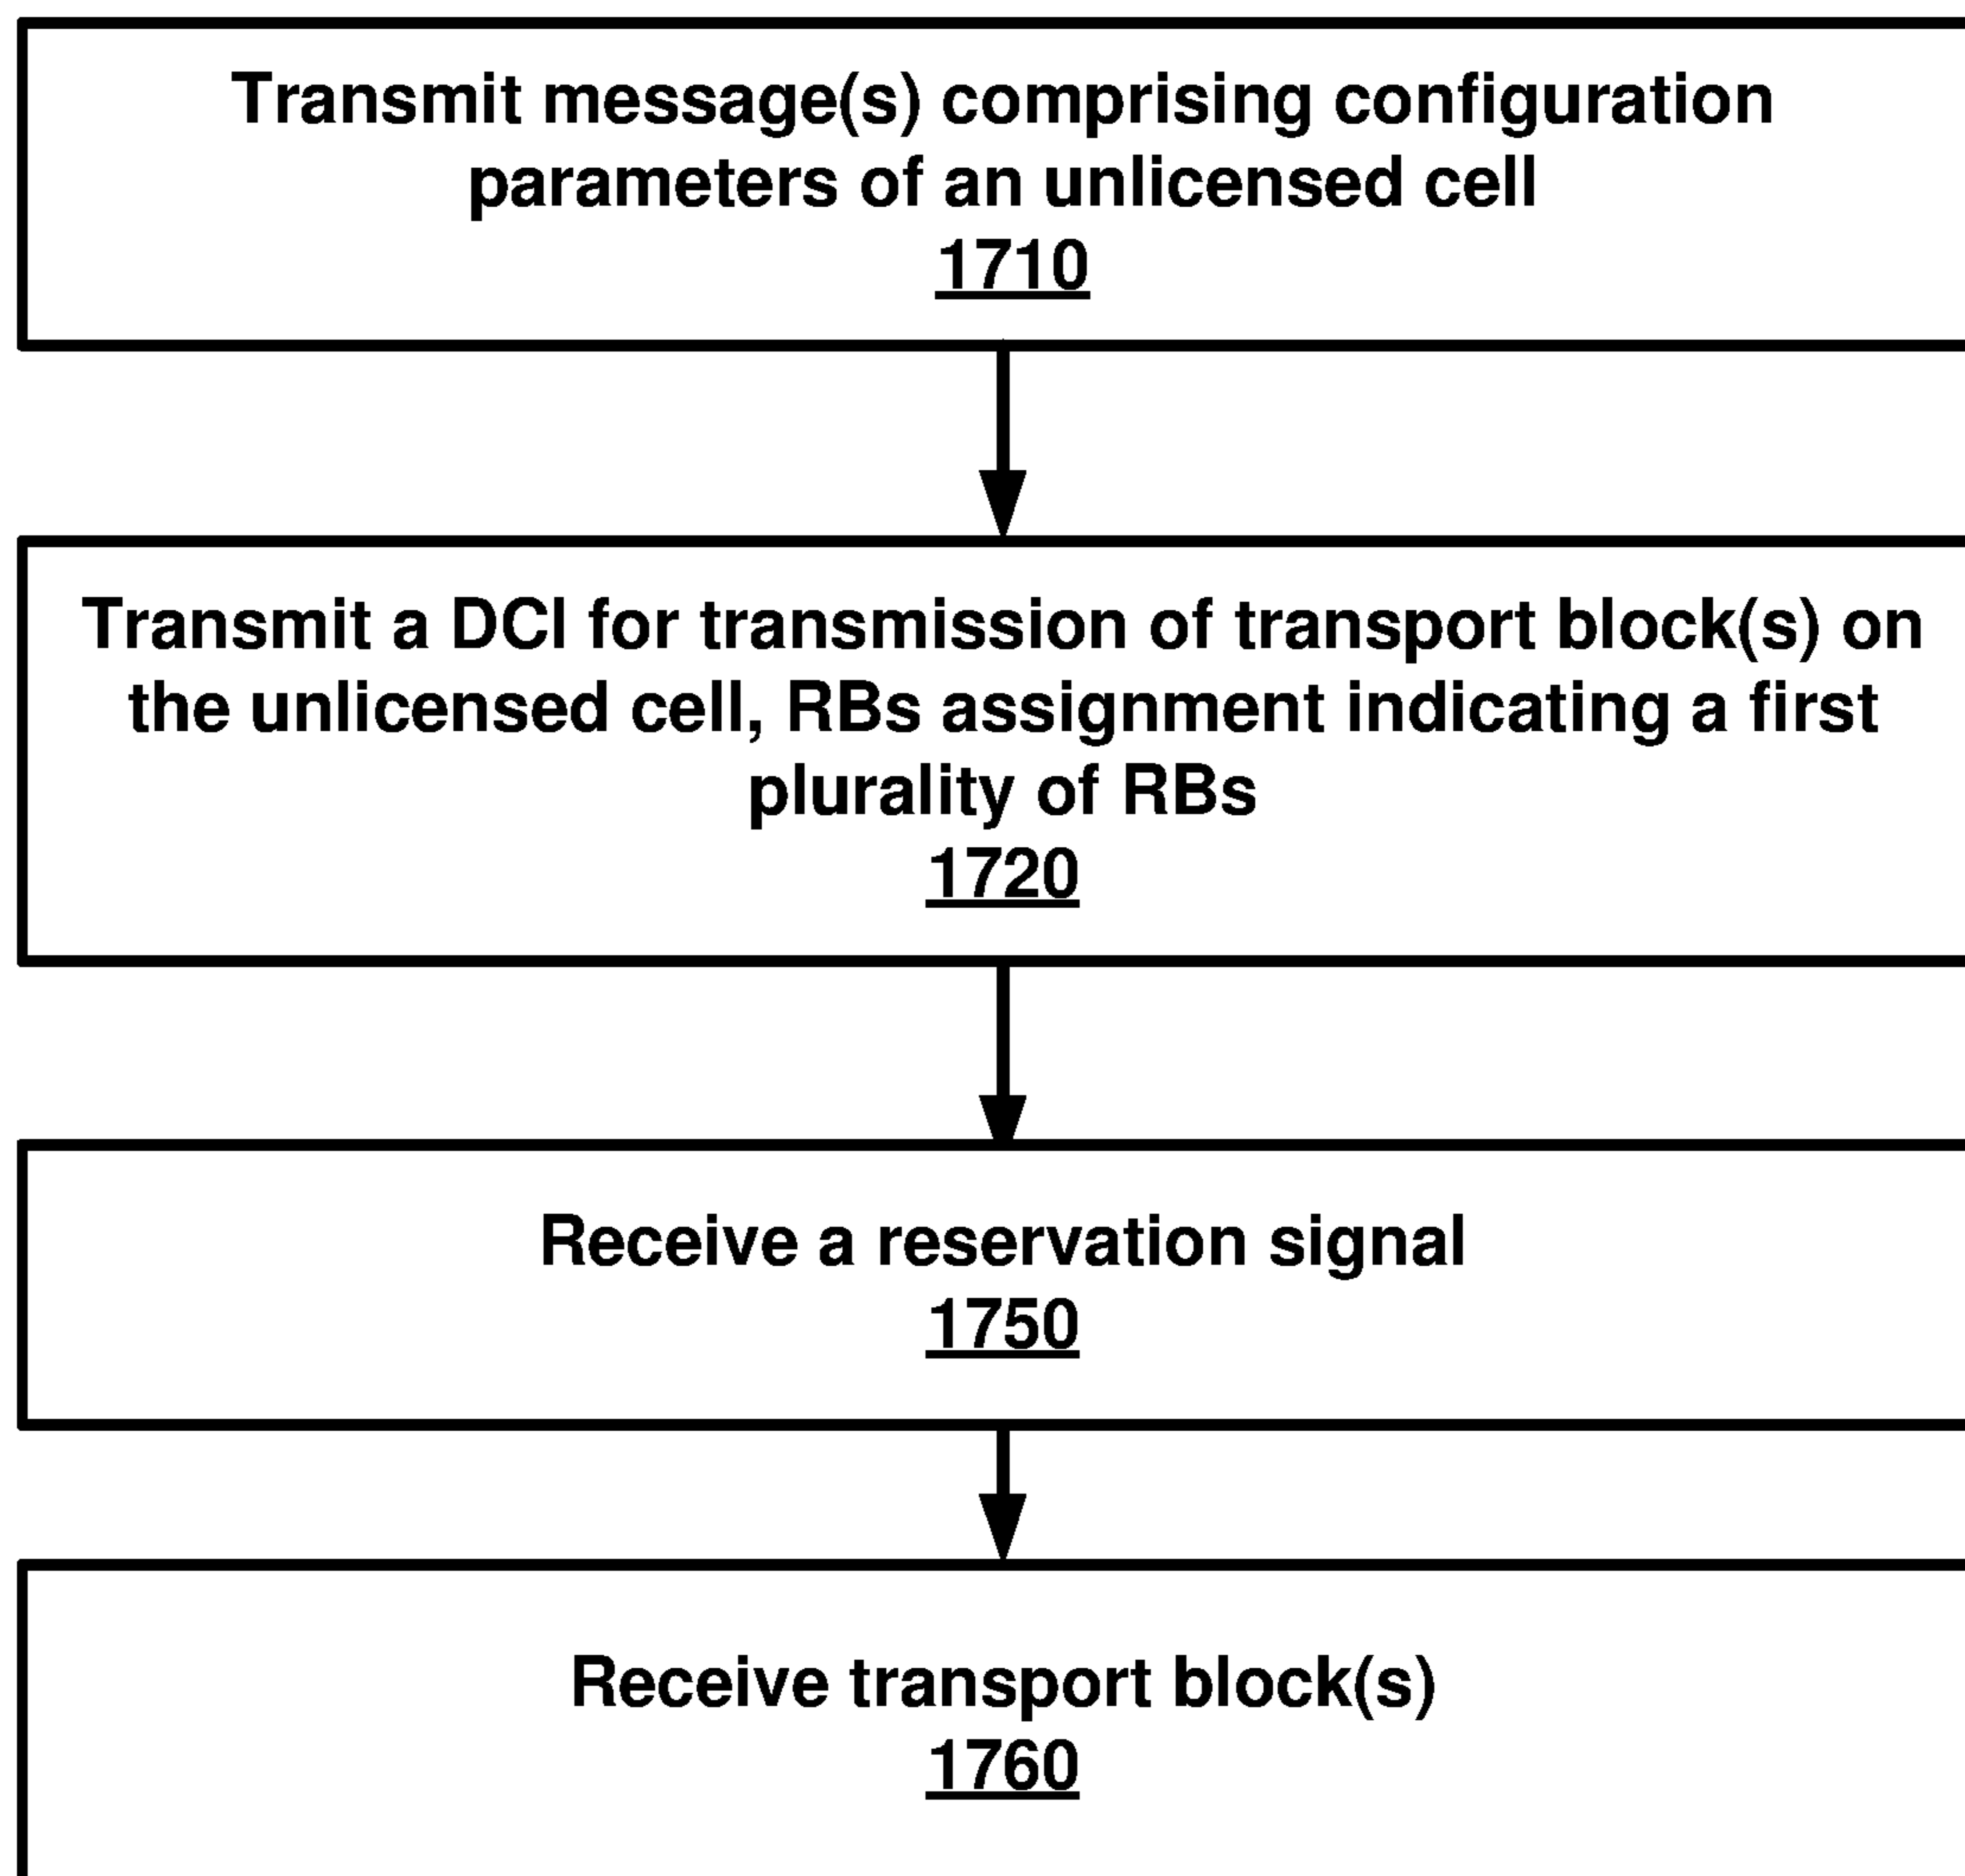 Transmit message(s) comprising configuration
parameters of an unlicensed cell
1710
Transmit a DCI for transmission of transport block(s) on
the unlicensed cell, RBs assignment indicating a first
plurality of RBs
1720
Receive a reservation signal
1750
Receive transport block(s)
1760